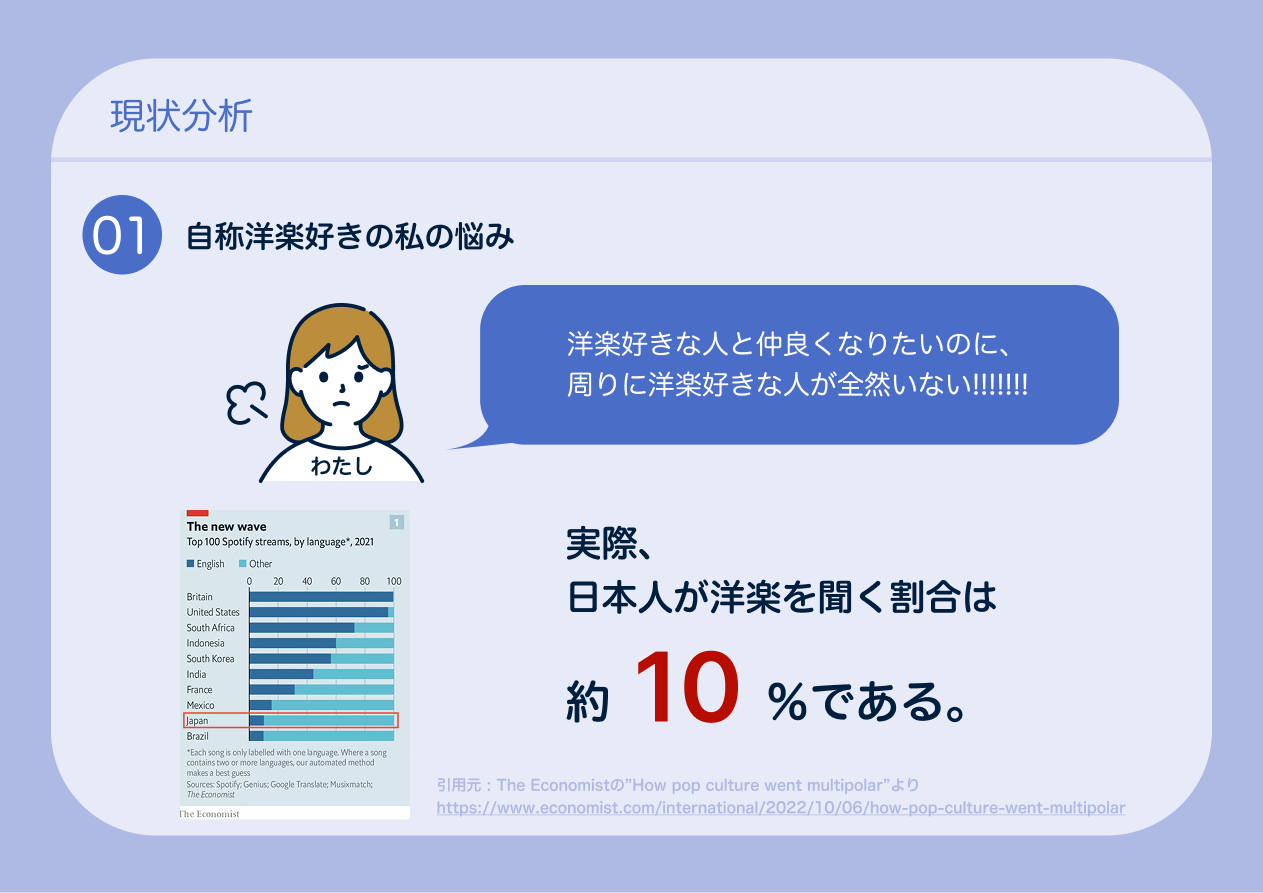 現状分析
01
自称洋楽好きの私の悩み
洋楽好きな人と仲良くなりたいのに、
周りに洋楽好きな人が全然いない!!!!!!!
わたし
The new wave
1
Top 100 Spotify streams, by language*, 2021
English Other
0 20 40 60 80 100
Britain
United States
South Africa
Indonesia
South Korea
India
France
Mexico
Japan
Brazil
*Each song is only labelled with one language. Where a song
contains two or more languages, our automated method
makes a best guess
Sources: Spotify; Genius; Google Translate; Musixmatch;
The Economist
The Economist
実際、
日本人が洋楽を聞く割合は
約 10 %である。
引用元：The Economistの”How pop culture went multipolar”より
https://www.economist.com/international/2022/10/06/how-pop-culture-went-multipolar